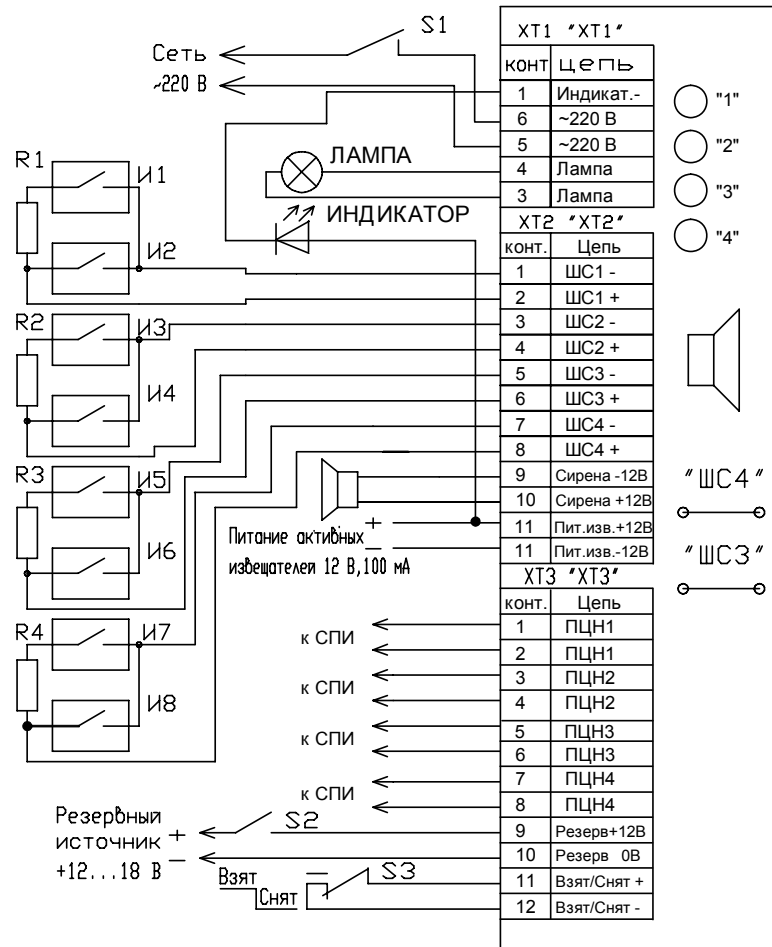 S1
Сеть
~220 В
R1
И1
И2
ЛАМПА
ИНДИКАТОР
R2
И3
И4
R3
И5
И6
R4
И7
И8
Питание активных
извещателей 12 В,100 мА
+
–
к СПИ
к СПИ
к СПИ
к СПИ
Резервный
источник
+12...18 В
+
–
S2
Взят
Снят
S3
XT1 "XT1"
конт цепь
1 Индикат.-
6 ~220 В
5 ~220 В
4 Лампа
3 Лампа
XT2 "XT2"
конт. Цепь
1 ШС1 -
2 ШС1 +
3 ШС2 -
4 ШС2 +
5 ШС3 -
6 ШС3 +
7 ШС4 -
8 ШС4 +
9 Сирена -12В
10 Сирена +12В
11 Пит.изв.+12В
11 Пит.изв.-12В
XT3 "XT3"
конт. Цепь
1 ПЦН1
2 ПЦН1
3 ПЦН2
4 ПЦН2
5 ПЦН3
6 ПЦН3
7 ПЦН4
8 ПЦН4
9 Резерв+12В
10 Резерв 0В
11 Взят/Снят +
12 Взят/Снят -
"1"
"2"
"3"
"4"
"ШС4"
"ШС3"